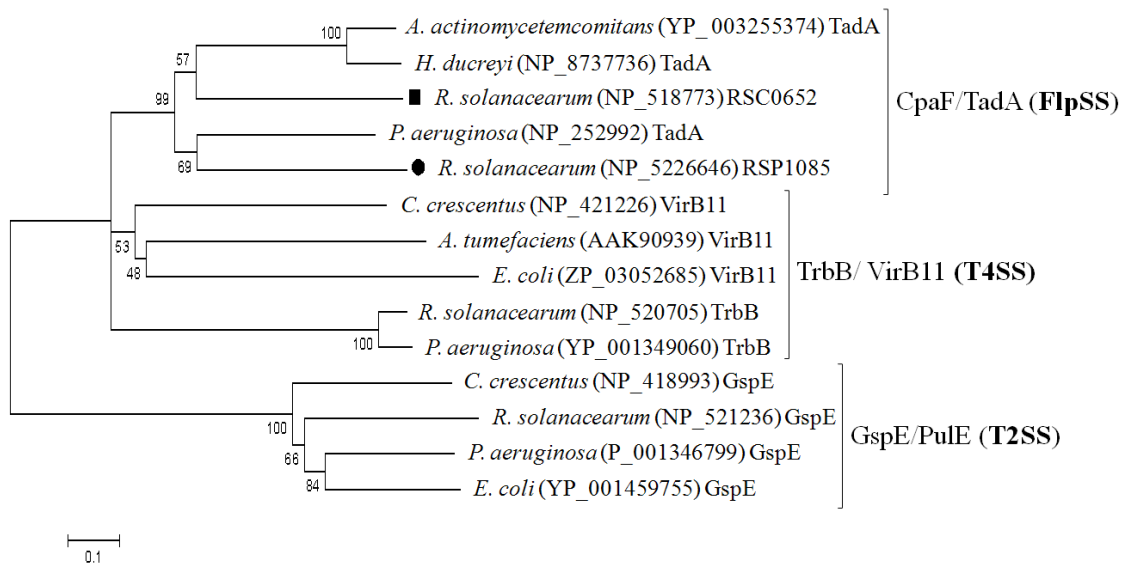 A. actinomycetemcomitans (YP_ 003255374) TadA
100
57
H. ducreyi (NP_8737736) TadA
R. solanacearum (NP_518773) RSC0652
99
CpaF/TadA (FlpSS)
P. aeruginosa (NP_252992) TadA
69
R. solanacearum (NP_5226646) RSP1085
C. crescentus (NP_421226) VirB11
53
A. tumefaciens (AAK90939) VirB11
48
E. coli (ZP_03052685) VirB11
TrbB/ VirB11 (T4SS)
R. solanacearum (NP_520705) TrbB
100
P. aeruginosa (YP_001349060) TrbB
C. crescentus (NP_418993) GspE
100
R. solanacearum (NP_521236) GspE
66
GspE/PulE (T2SS)
P. aeruginosa (P_001346799) GspE
84
E. coli (YP_001459755) GspE
0.1